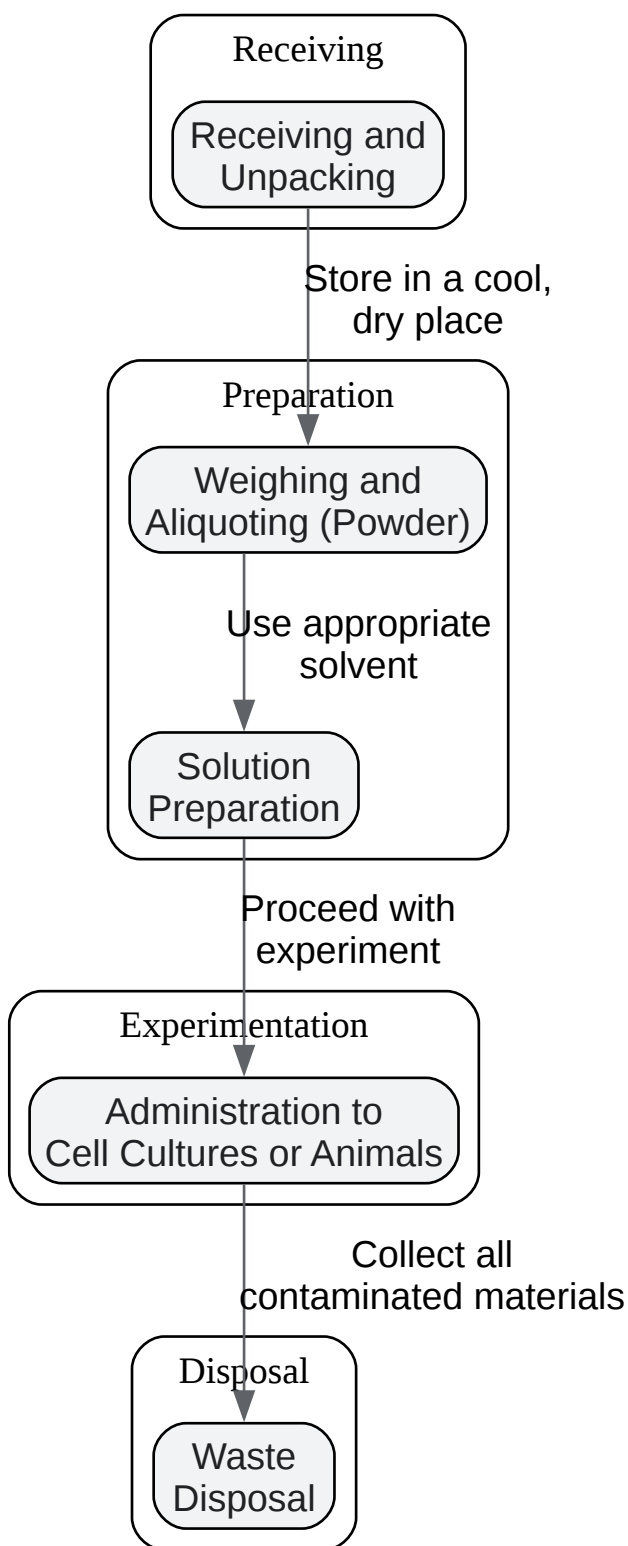 Receiving
Receiving and
Unpacking
Store in a cool,
dry place
Preparation
Weighing and
Aliquoting (Powder)
Use appropriate
solvent
Solution
Preparation
Proceed with
experiment
Experimentation
Administration to
Cell Cultures or Animals
Collect all
contaminated materials
Disposal
Waste
Disposal